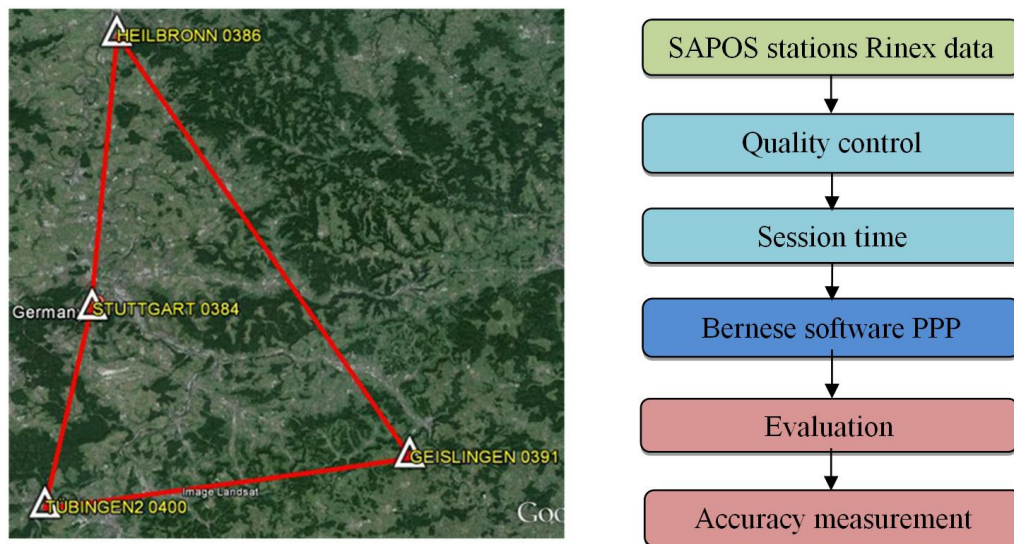 HEILBRONN 0386
German
STUTTGART 0384
GEISLINGEN 0391
TÜBINGEN2 0400
Image Landsat
Goo
SAPOS stations Rinex data
Quality control
Session time
Bernese software PPP
Evaluation
Accuracy measurement